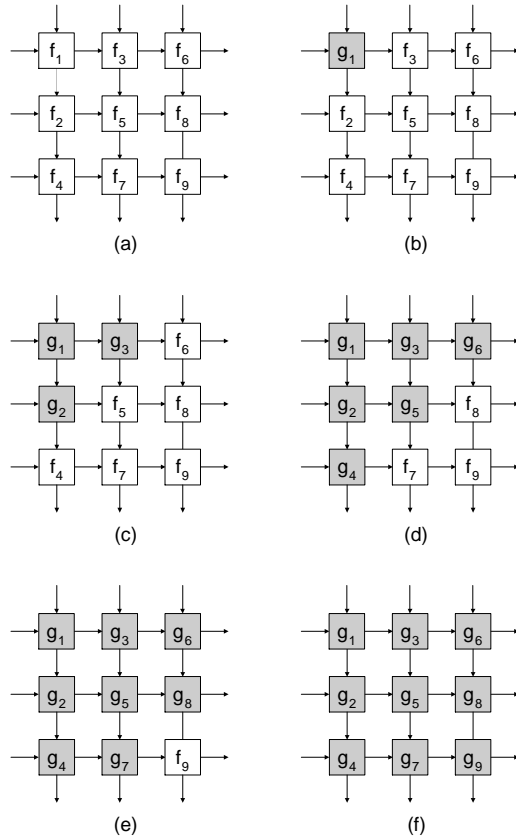 f1 f3 f6
f2 f5 f8
f4 f7 f9
(a)
g1 f3 f6
f2 f5 f8
f4 f7 f9
(b)
g1 g3 f6
g2 f5 f8
f4 f7 f9
(c)
g1 g3 g6
g2 g5 f8
g4 f7 f9
(d)
g1 g3 g6
g2 g5 g8
g4 g7 f9
(e)
g1 g3 g6
g2 g5 g8
g4 g7 g9
(f)